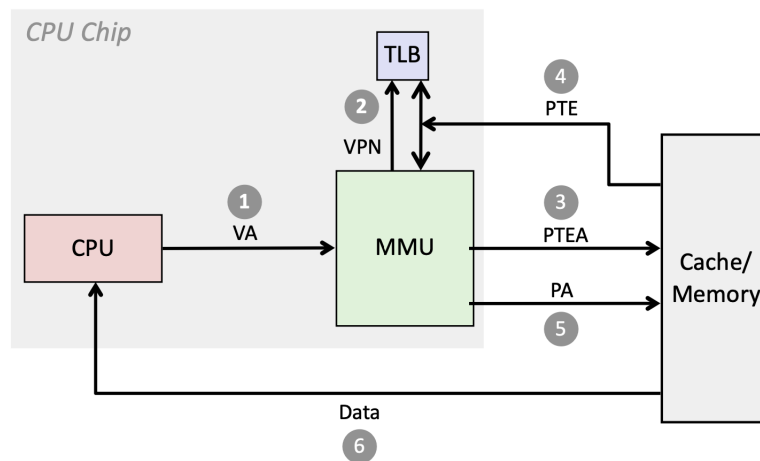 CPU Chip
TLB
4
2
PTE
VPN
1
3
VA
PTEA
CPU
MMU
Cache/
Memory
PA
5
Data
6